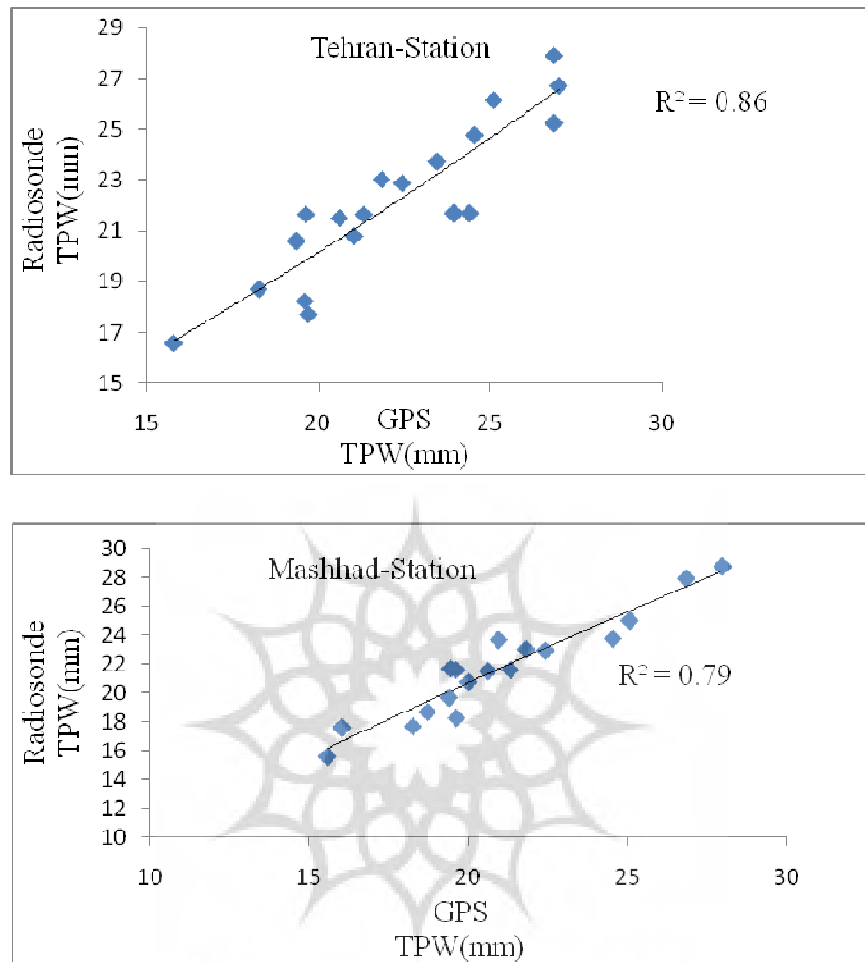 Tehran-Station
R² = 0.86
Radiosonde
TPW(mm)
29
27
25
23
21
19
17
15
15
20
25
30
GPS
TPW(mm)
Mashhad-Station
R² = 0.79
Radiosonde
TPW(mm)
30
28
26
24
22
20
18
16
14
12
10
10
15
20
25
30
GPS
TPW(mm)